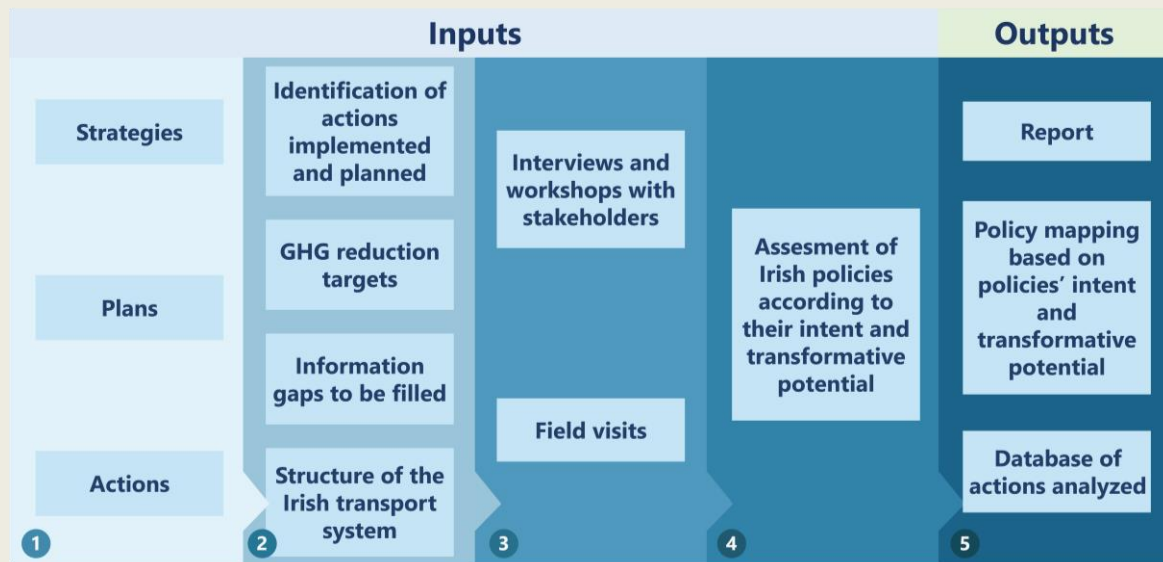 Inputs
Outputs
Strategies
Plans
Actions
1
Identification of
actions
implemented
and planned
GHG reduction
targets
Information
gaps to be filled
Structure of the
Irish transport
system
2
Interviews and
workshops with
stakeholders
Field visits
3
Assesment of
Irish policies
according to
their intent and
transformative
potential
4
Report
Policy mapping
based on
policies’ intent
and
transformative
potential
Database of
actions analyzed
5